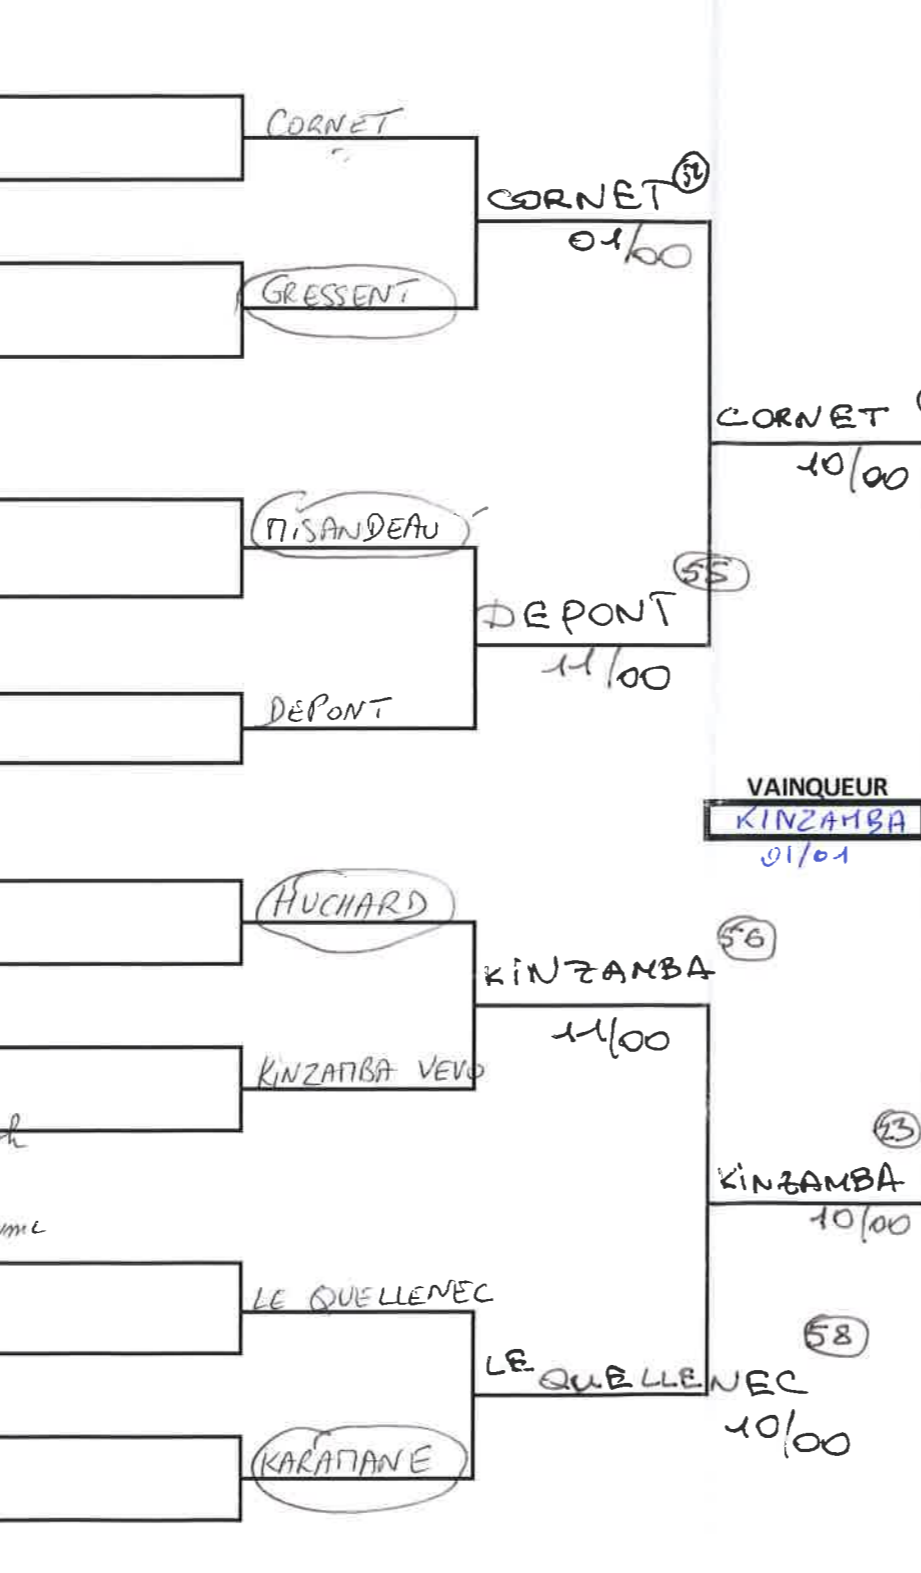 CORNET
CORNET 52
01/00
GRESSENT
CORNET
10/00
MISANDEAU
55
DEPONT
11/00
DEPONT
VAINQUEUR
KINZAMBA
01/01
HUCHARD
56
KINZAMBA
11/00
KINZAMBA VEVO
KINZAMBA
10/00
LE QUELLENEC
58
LE QUELLENEC
10/00
KARAMANE